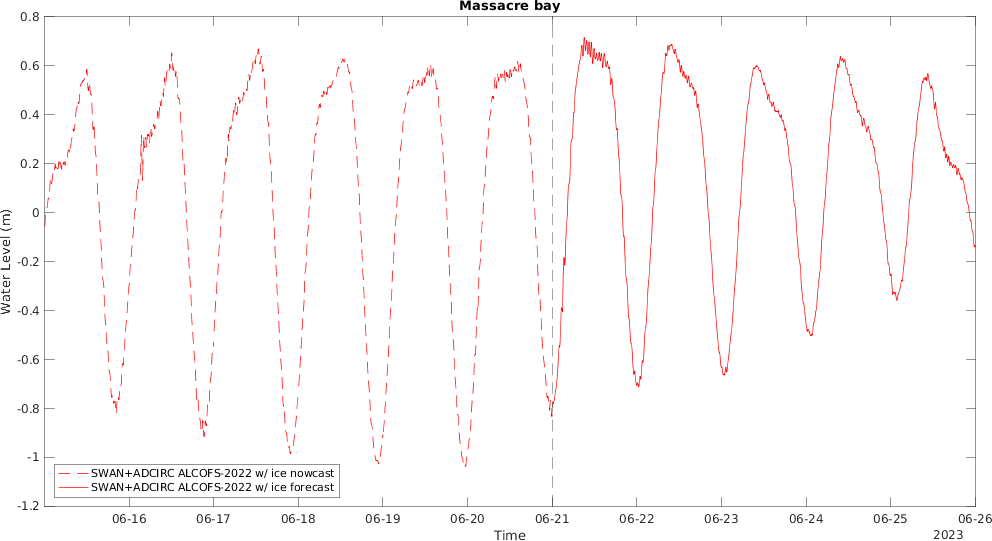 Massacre bay
0.8
0.6
0.4
0.2
0
-0.2
-0.4
-0.6
-0.8
-1
-1.2
Water Level (m)
SWAN+ADCIRC ALCOFS-2022 w/ ice nowcast
SWAN+ADCIRC ALCOFS-2022 w/ ice forecast
06-16 06-17 06-18 06-19 06-20 06-21 06-22 06-23 06-24 06-25 06-26
Time
2023